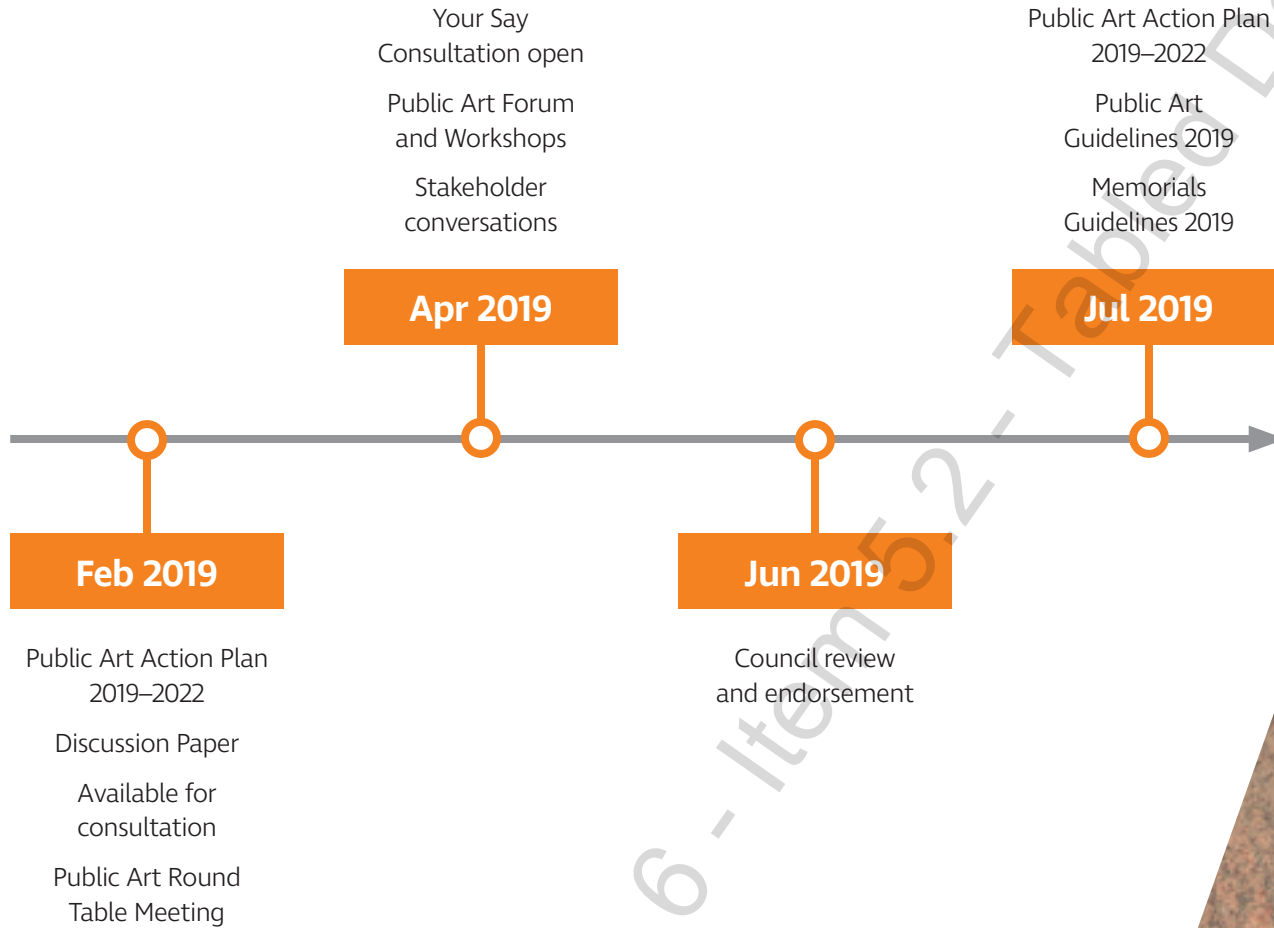 Your Say
Consultation open
Public Art Forum
and Workshops
Stakeholder
conversations
Apr 2019
Public Art Action Plan
2019–2022
Public Art
Guidelines 2019
Memorials
Guidelines 2019
Jul 2019
Feb 2019
Public Art Action Plan
2019–2022
Discussion Paper
Available for
consultation
Public Art Round
Table Meeting
Jun 2019
Council review
and endorsement
6 - Item 5.2 - Tabled